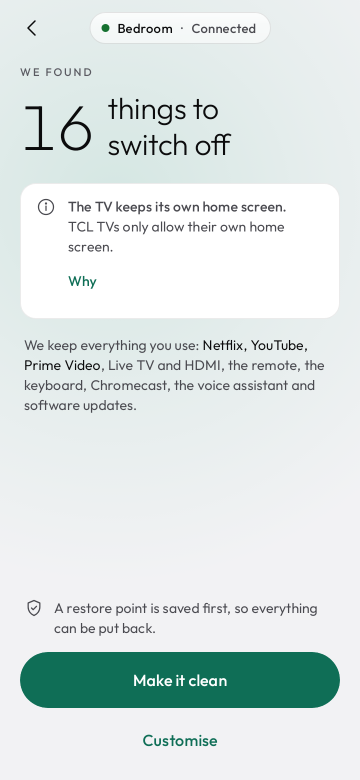 Bedroom · Connected
WE FOUND
16 things to
switch off
The TV keeps its own home screen.
TCL TVs only allow their own home
screen.
Why
We keep everything you use: Netflix, YouTube,
Prime Video, Live TV and HDMI, the remote, the
keyboard, Chromecast, the voice assistant and
software updates.
A restore point is saved first, so everything
can be put back.
Make it clean
Customise